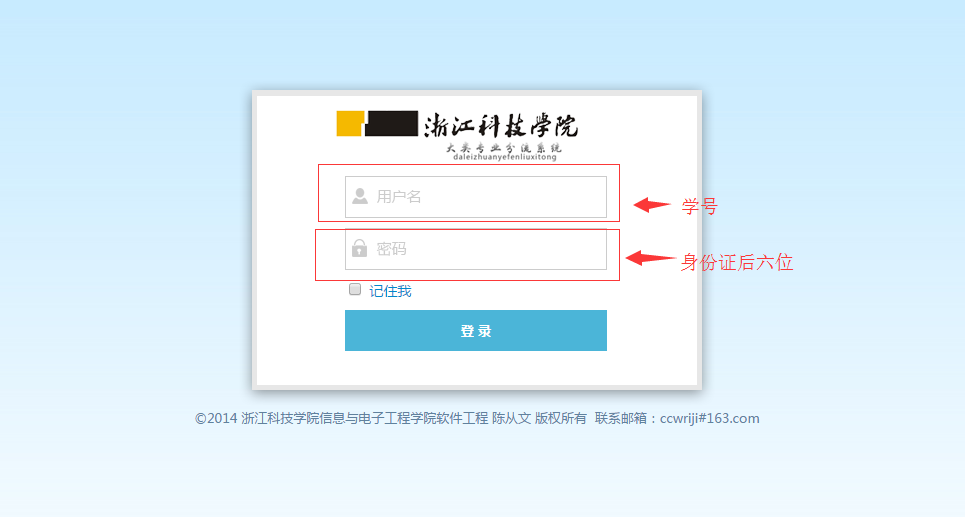 浙江科技学院
大类专业分流系统
daleizhuanyefenliuxitong
用户名
学号
密码
身份证后六位
记住我
登录
©2014 浙江科技学院信息与电子工程学院软件工程 陈从文 版权所有 联系邮箱：ccwriji#163.com